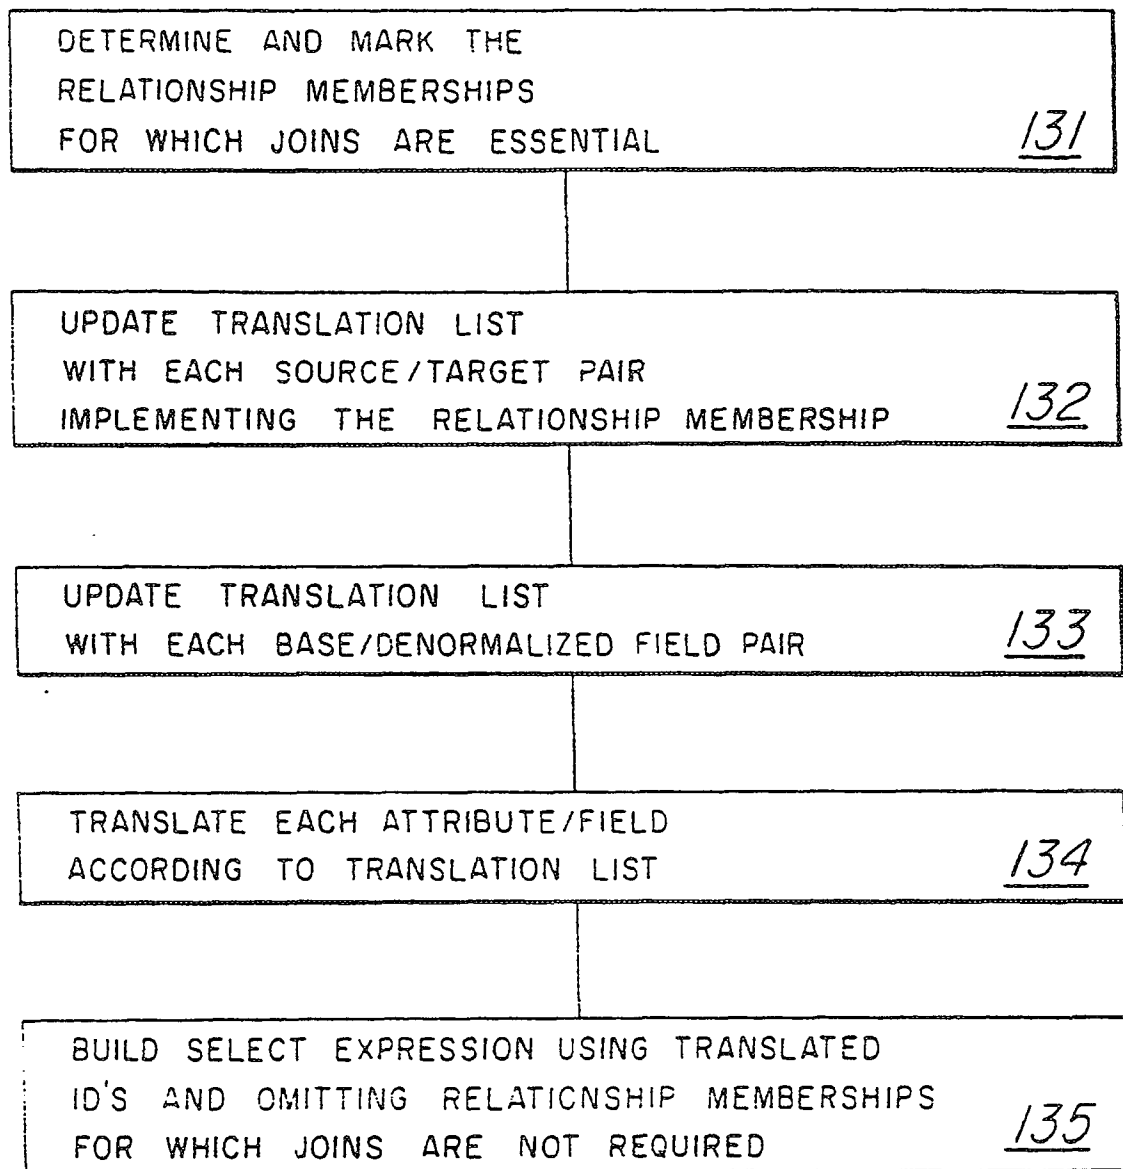 DETERMINE AND MARK THE
RELATIONSHIP MEMBERSHIPS
FOR WHICH JOINS ARE ESSENTIAL
131
UPDATE TRANSLATION LIST
WITH EACH SOURCE/TARGET PAIR
IMPLEMENTING THE RELATIONSHIP MEMBERSHIP
132
UPDATE TRANSLATION LIST
WITH EACH BASE/DENORMALIZED FIELD PAIR
133
TRANSLATE EACH ATTRIBUTE/FIELD
ACCORDING TO TRANSLATION LIST
134
BUILD SELECT EXPRESSION USING TRANSLATED
ID'S AND OMITTING RELATIONSHIP MEMBERSHIPS
FOR WHICH JOINS ARE NOT REQUIRED
135